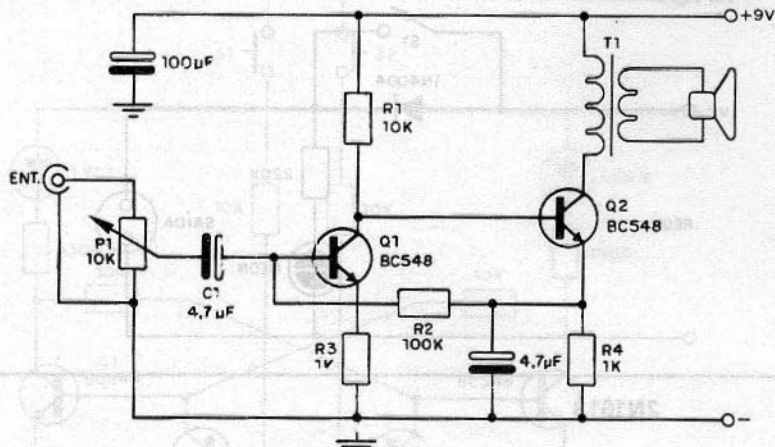 +9V
100µF
T1
R1
10K
ENT.
P1
10K
C1
4,7µF
Q1
BC548
Q2
BC548
R2
100K
R3
1K
4,7µF
R4
1K
-